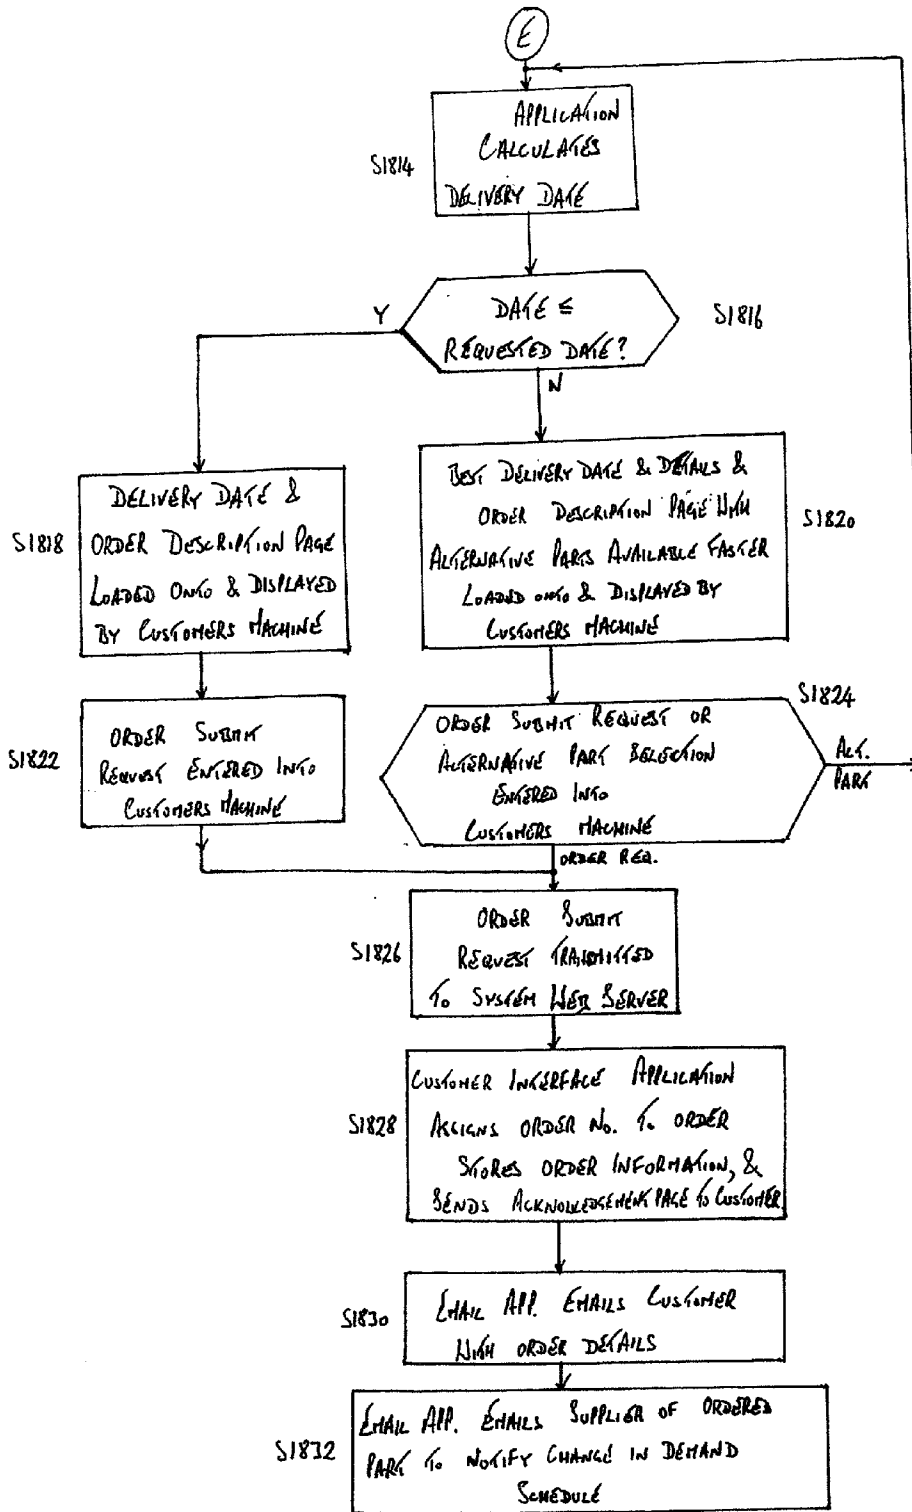 E
APPLICATION
CALCULATES
DELIVERY DATE
S1814
DATE ≤
REQUESTED DATE?
S1816
Y
N
DELIVERY DATE &
ORDER DESCRIPTION PAGE
LOADED ONTO & DISPLAYED
BY CUSTOMERS MACHINE
S1818
BEST DELIVERY DATE & DETAILS &
ORDER DESCRIPTION PAGE WITH
ALTERNATIVE PARTS AVAILABLE FASTER
LOADED ONTO & DISPLAYED BY
CUSTOMERS MACHINE
S1820
ORDER SUBMIT
REQUEST ENTERED INTO
CUSTOMERS MACHINE
S1822
S1824
ORDER SUBMIT REQUEST OR
ALTERNATIVE PART SELECTION
ENTERED INTO
CUSTOMERS MACHINE
ALT.
PART
ORDER REQ.
ORDER SUBMIT
REQUEST TRANSMITTED
TO SYSTEM WEB SERVER
S1826
CUSTOMER INTERFACE APPLICATION
ASSIGNS ORDER NO. TO ORDER
STORES ORDER INFORMATION, &
SENDS ACKNOWLEDGEMENT PAGE TO CUSTOMER
S1828
EMAIL APP. EMAILS CUSTOMER
WITH ORDER DETAILS
S1830
EMAIL APP. EMAILS SUPPLIER OF ORDERED
PART TO NOTIFY CHANGE IN DEMAND
SCHEDULE
S1832